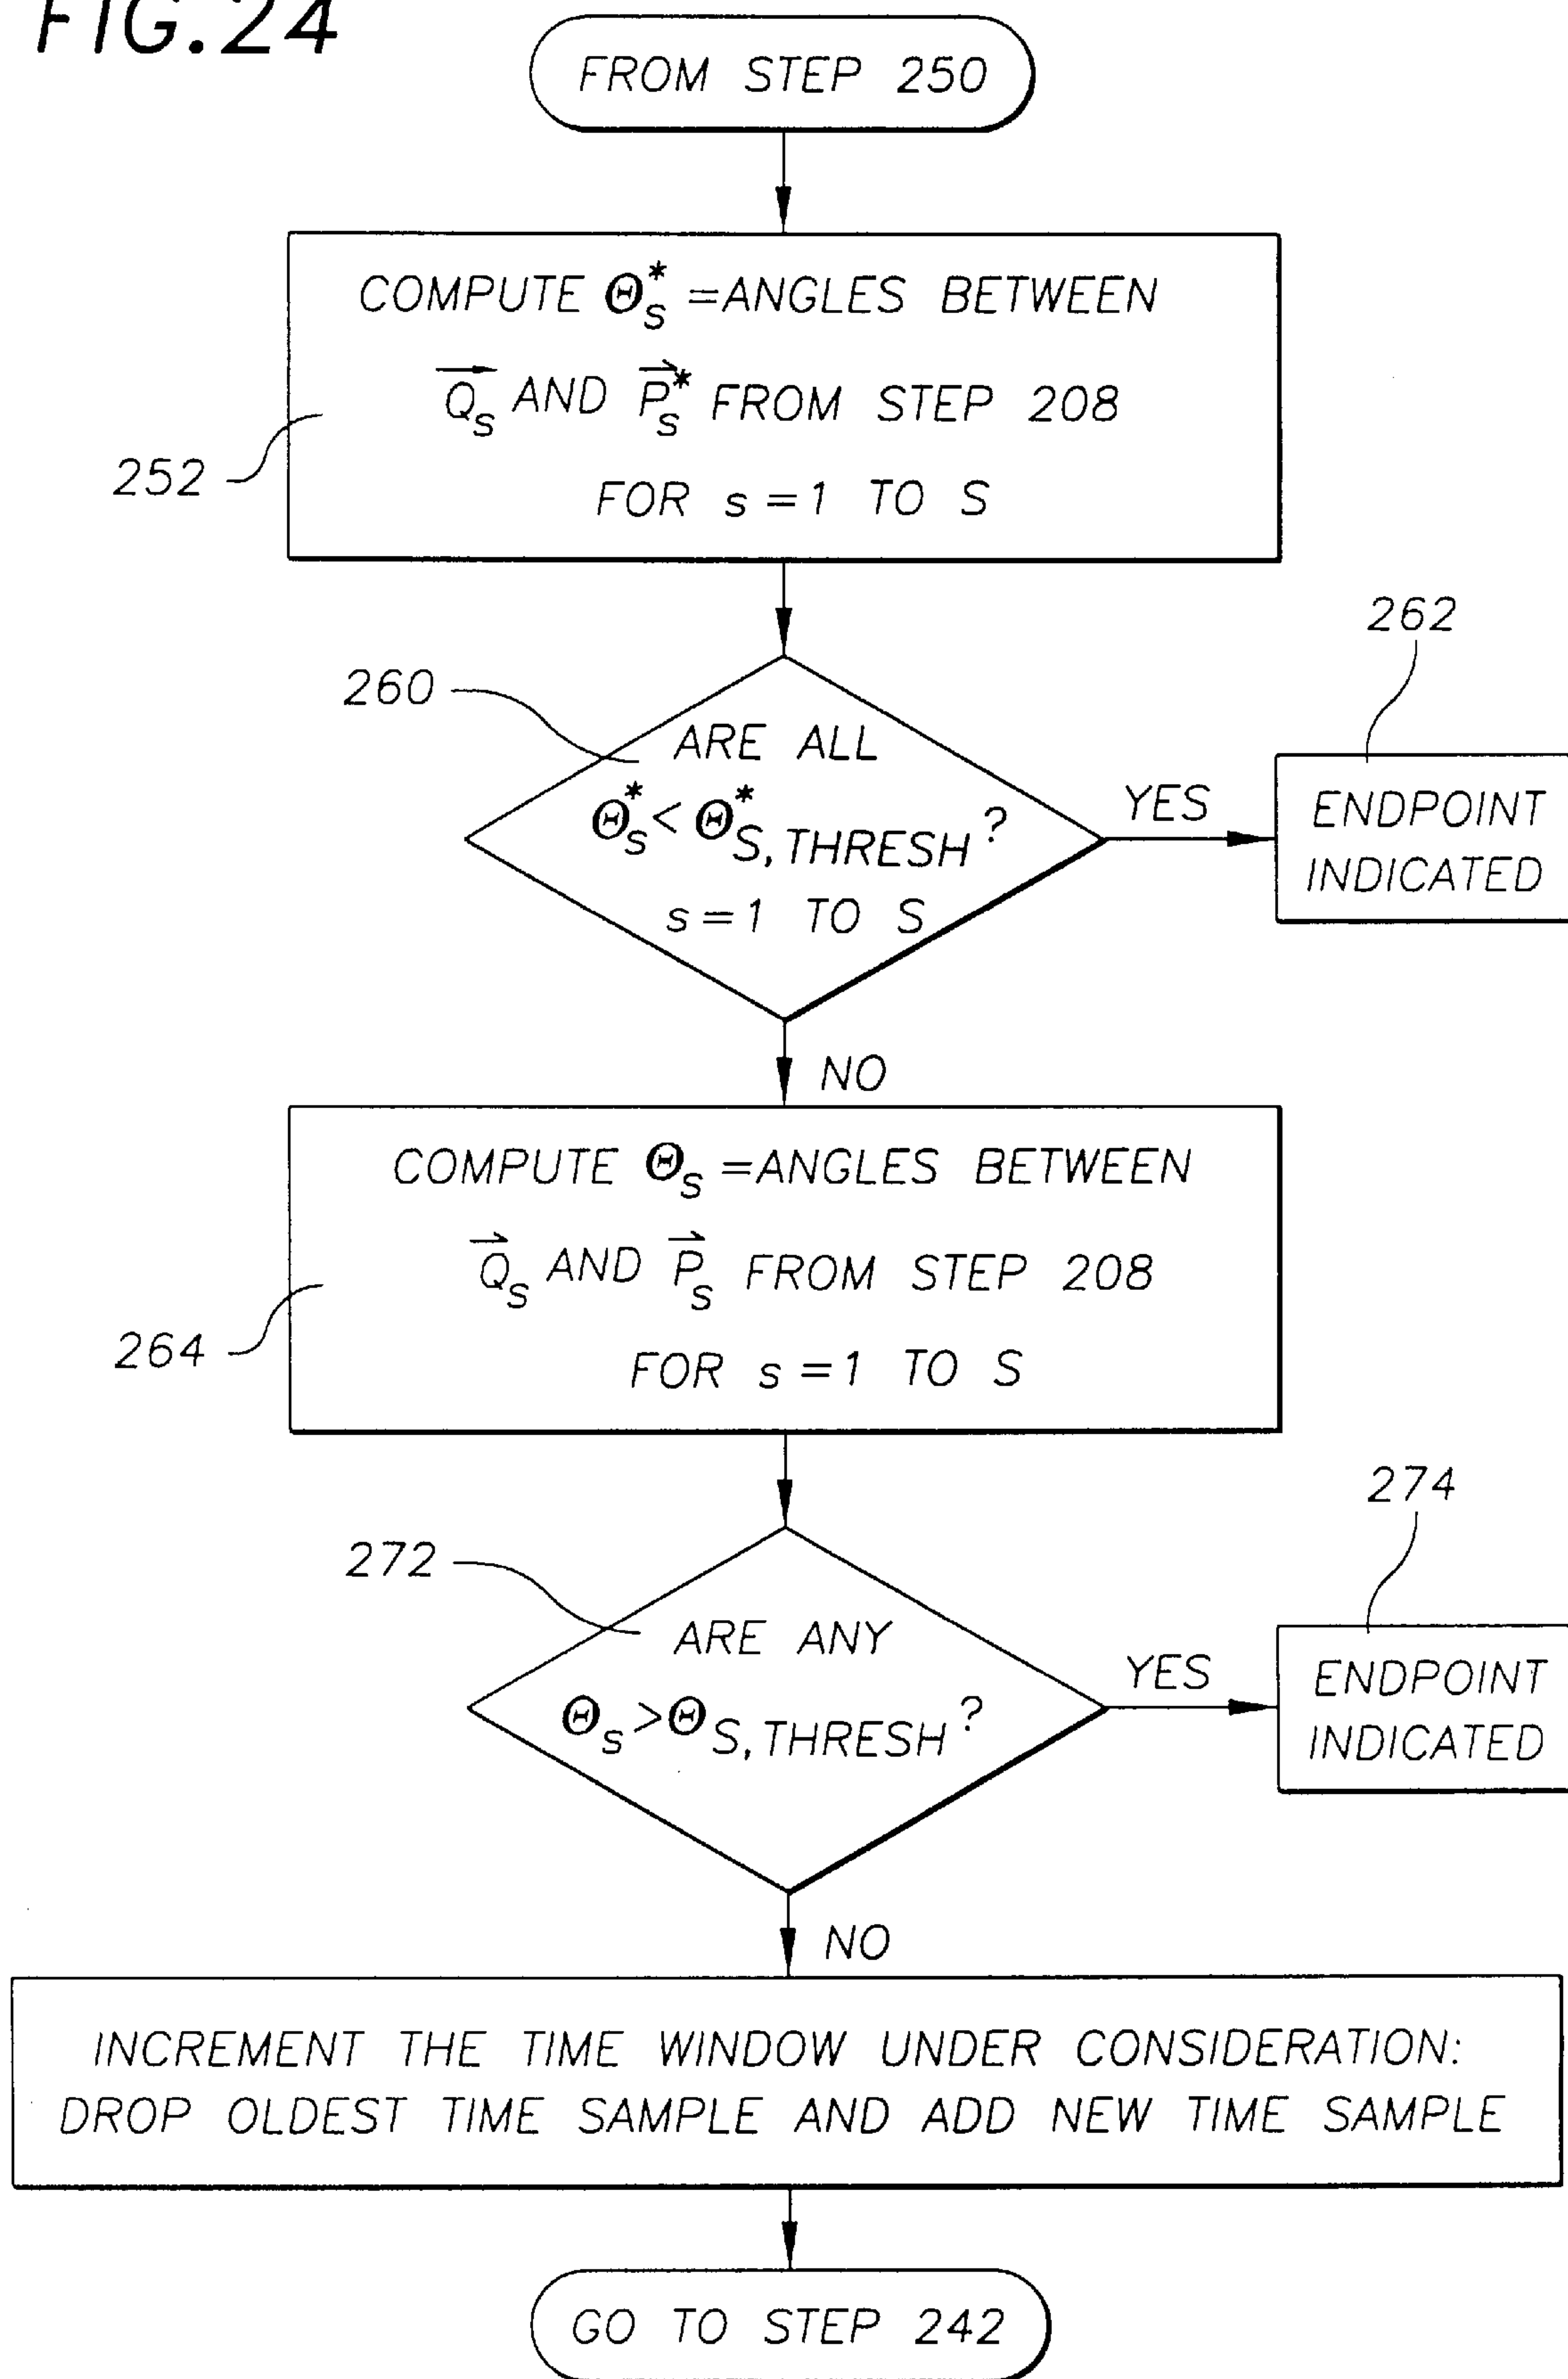 FIG.24
FROM STEP 250
COMPUTE Θs* =ANGLES BETWEEN
Qs AND Ps* FROM STEP 208
FOR s=1 TO S
252
262
260
ARE ALL
Θs* < Θ*S, THRESH ?
s=1 TO S
YES
ENDPOINT
INDICATED
NO
COMPUTE Θs =ANGLES BETWEEN
Qs AND Ps FROM STEP 208
FOR s=1 TO S
264
274
272
ARE ANY
Θs >ΘS, THRESH ?
YES
ENDPOINT
INDICATED
NO
INCREMENT THE TIME WINDOW UNDER CONSIDERATION:
DROP OLDEST TIME SAMPLE AND ADD NEW TIME SAMPLE
GO TO STEP 242